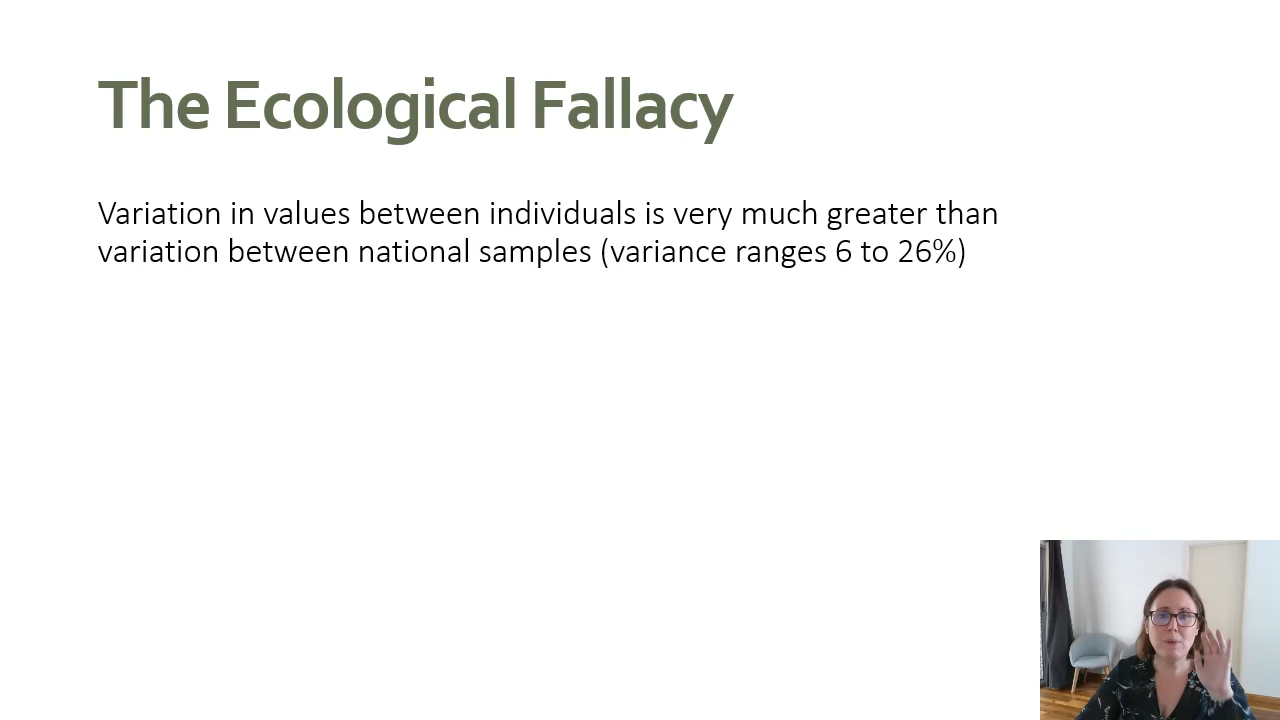 The Ecological Fallacy
Variation in values between individuals is very much greater than
variation between national samples (variance ranges 6 to 26%)